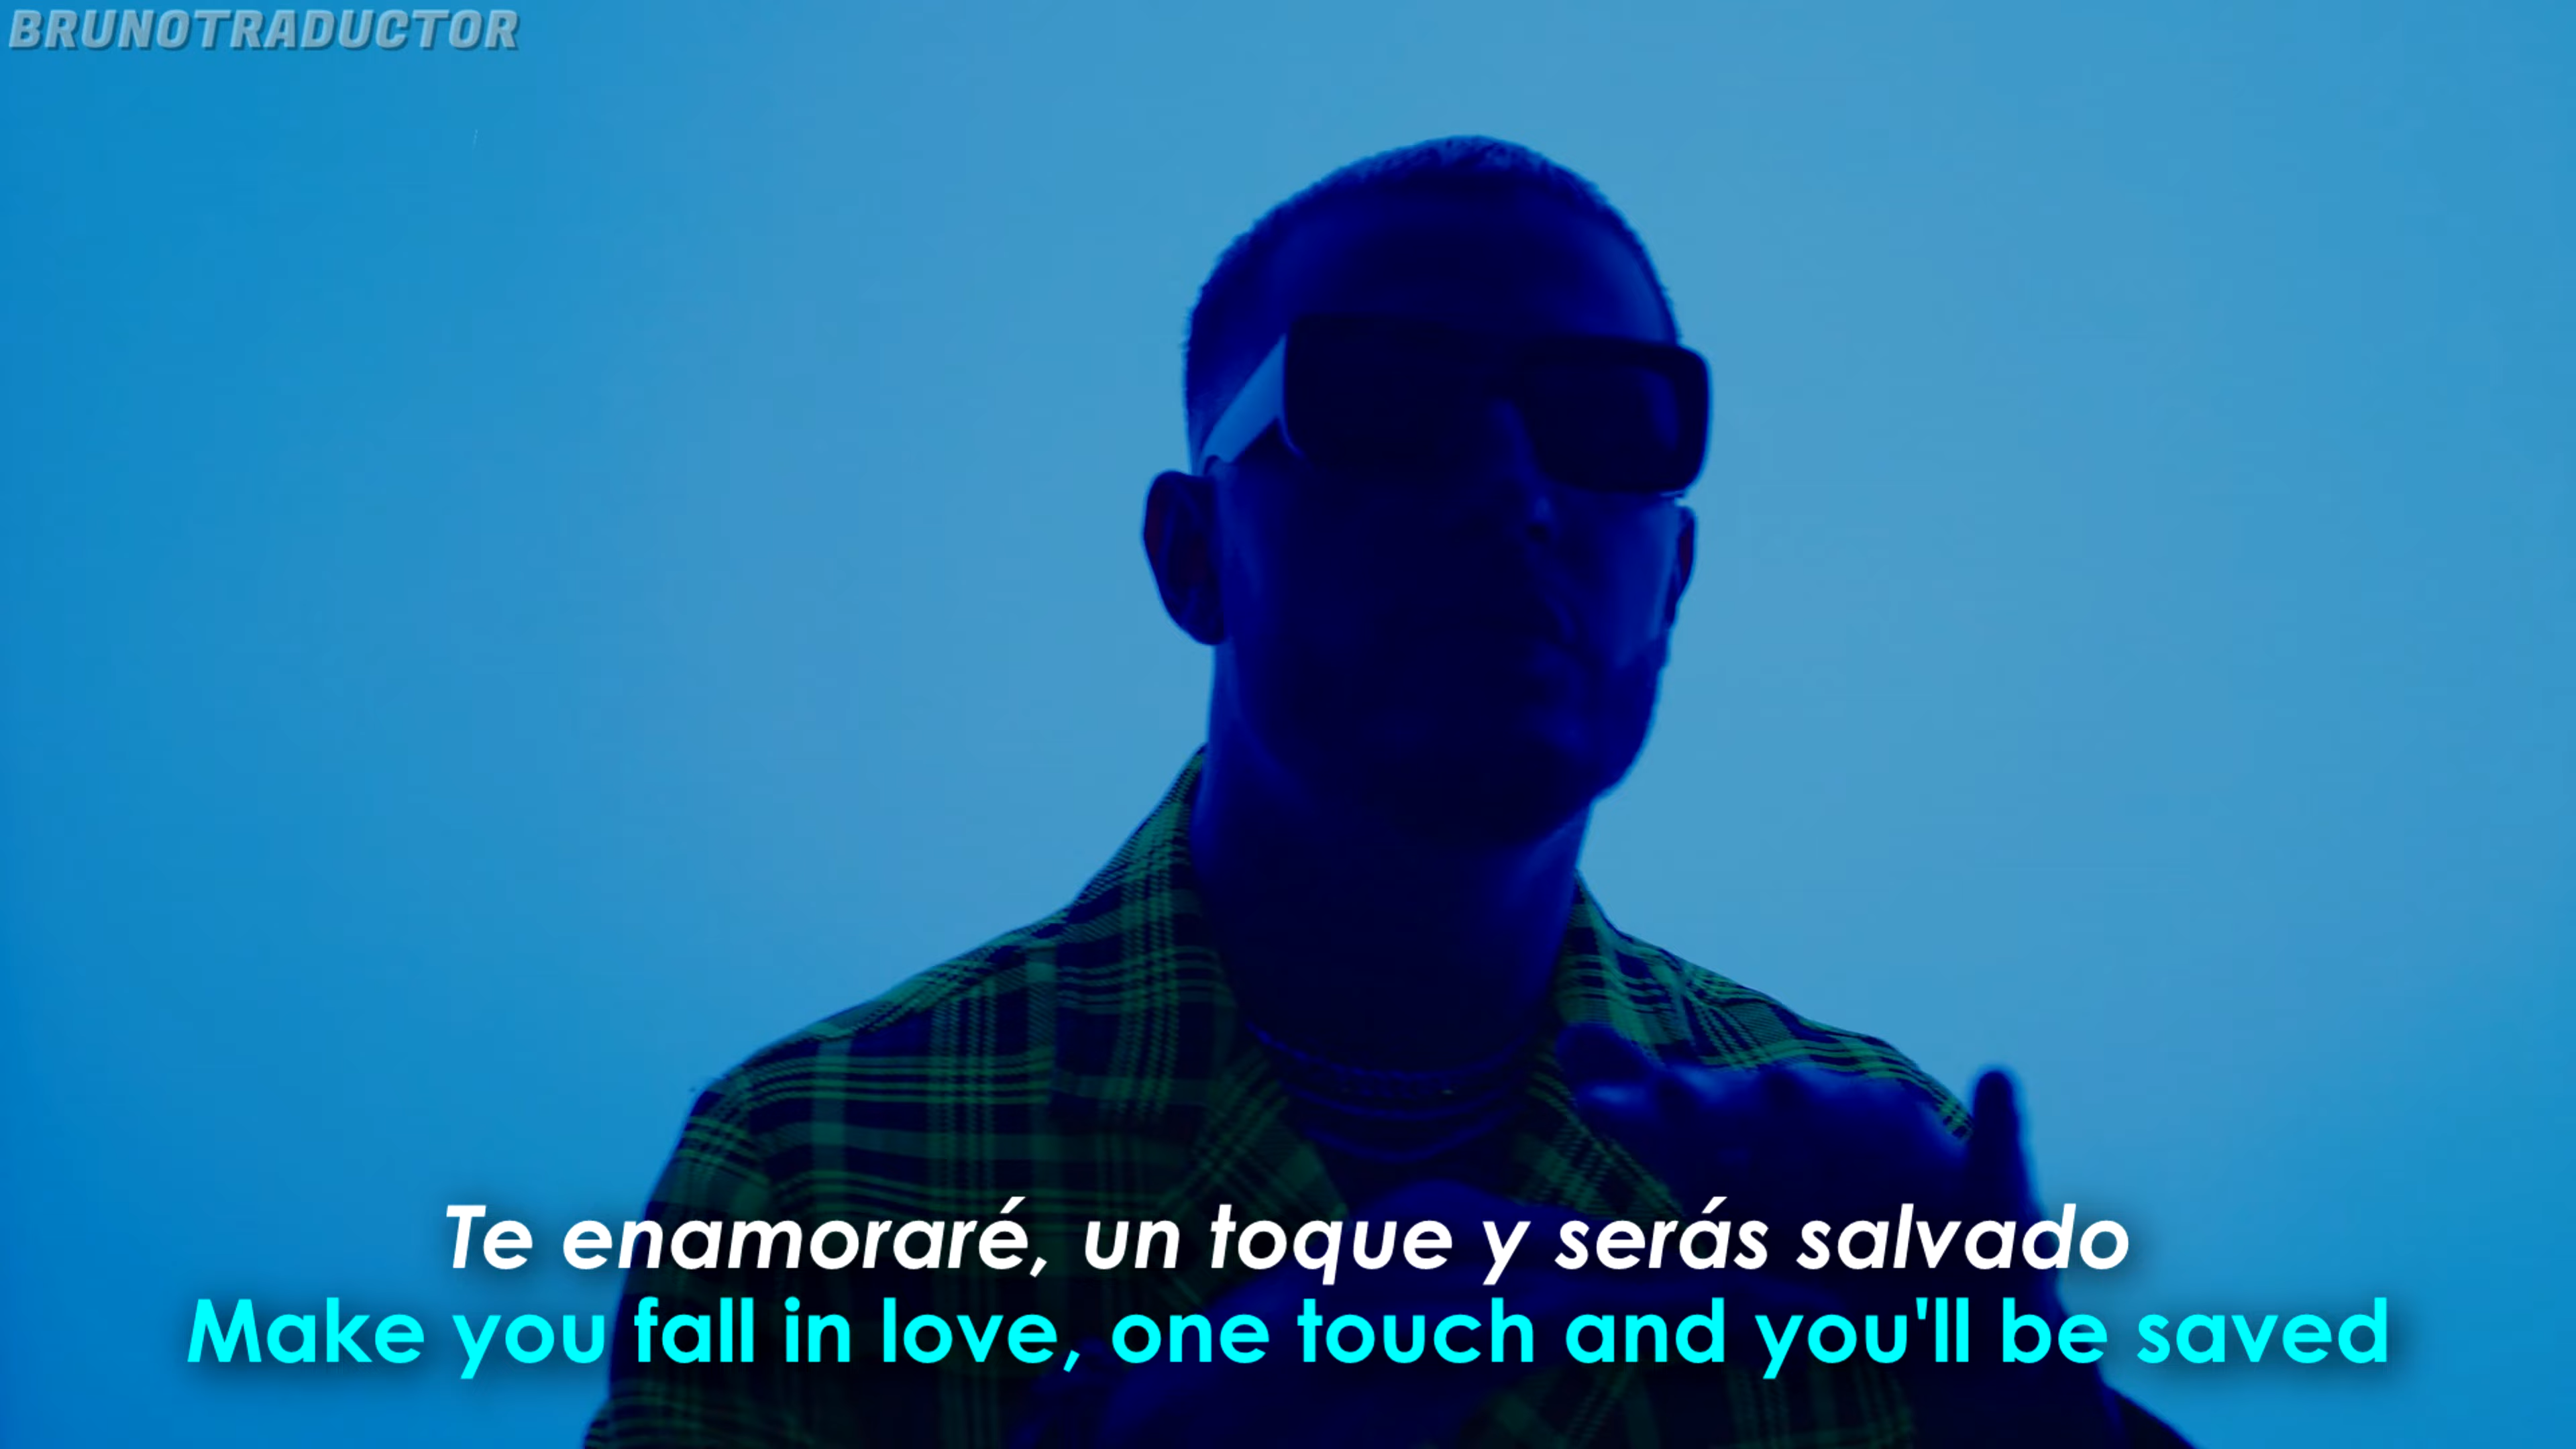 BRUNOTRADUCTOR
Te enamoraré, un toque y serás salvado
Make you fall in love, one touch and you'll be saved